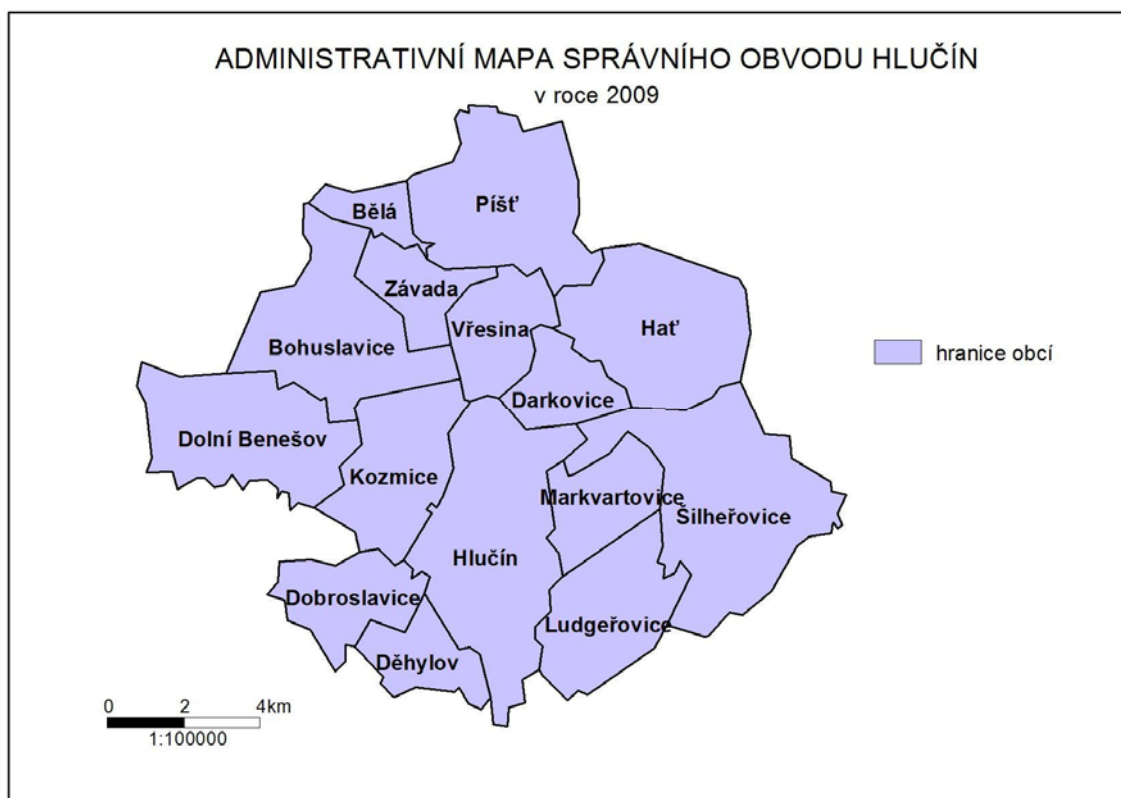 ADMINISTRATIVNÍ MAPA SPRÁVNÍHO OBVODU HLUČÍN
v roce 2009
Píšť
Bělá
Závada
Vřesina
Hať
Bohuslavice
hranice obcí
Darkovice
Dolní Benešov
Kozmice
Markvartovice
Šilheřovice
Hlučín
Dobroslavice
Ludgeřovice
Děhylov
0 2 4km
1:100000